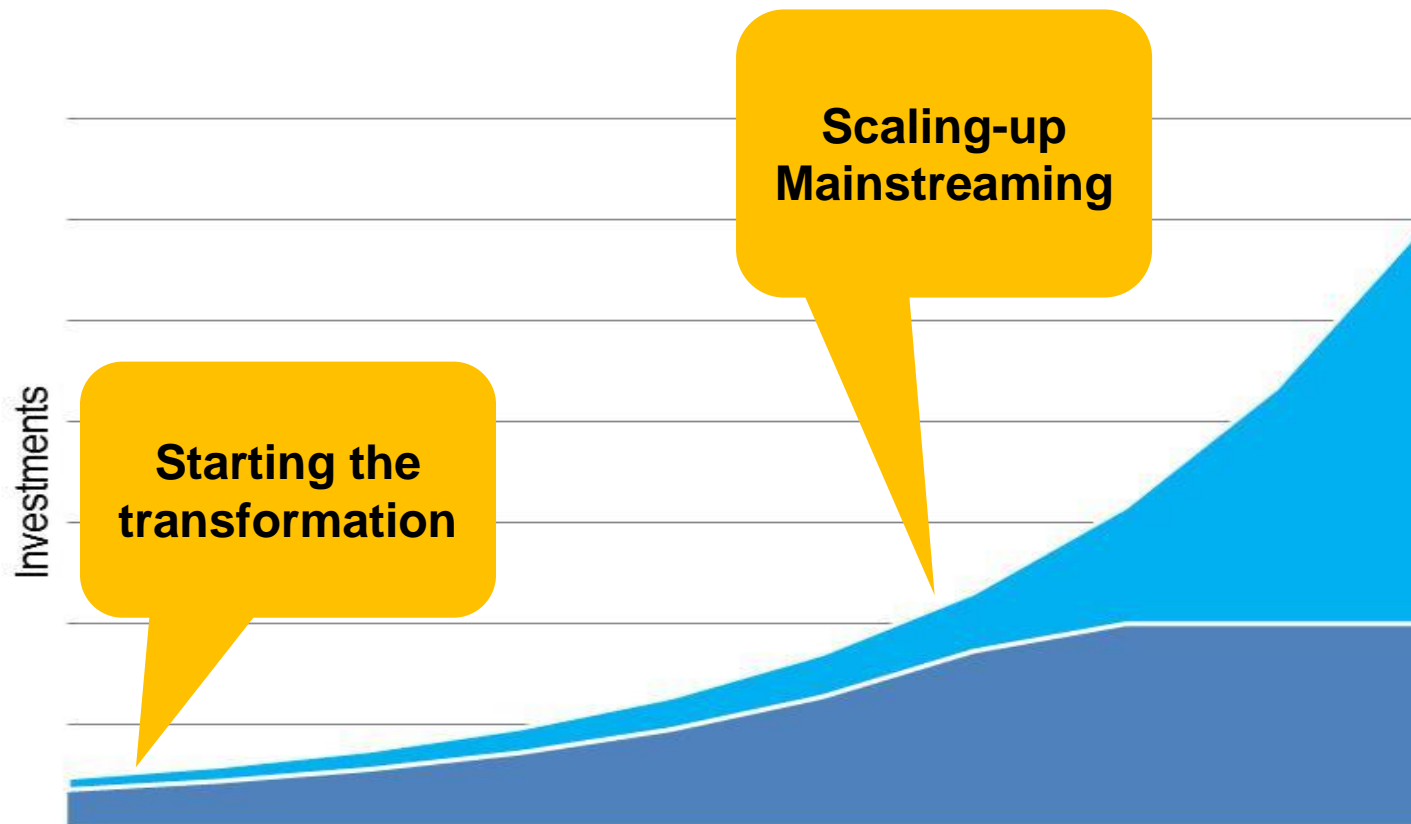 Scaling-up
Mainstreaming
Investments
Starting the
transformation